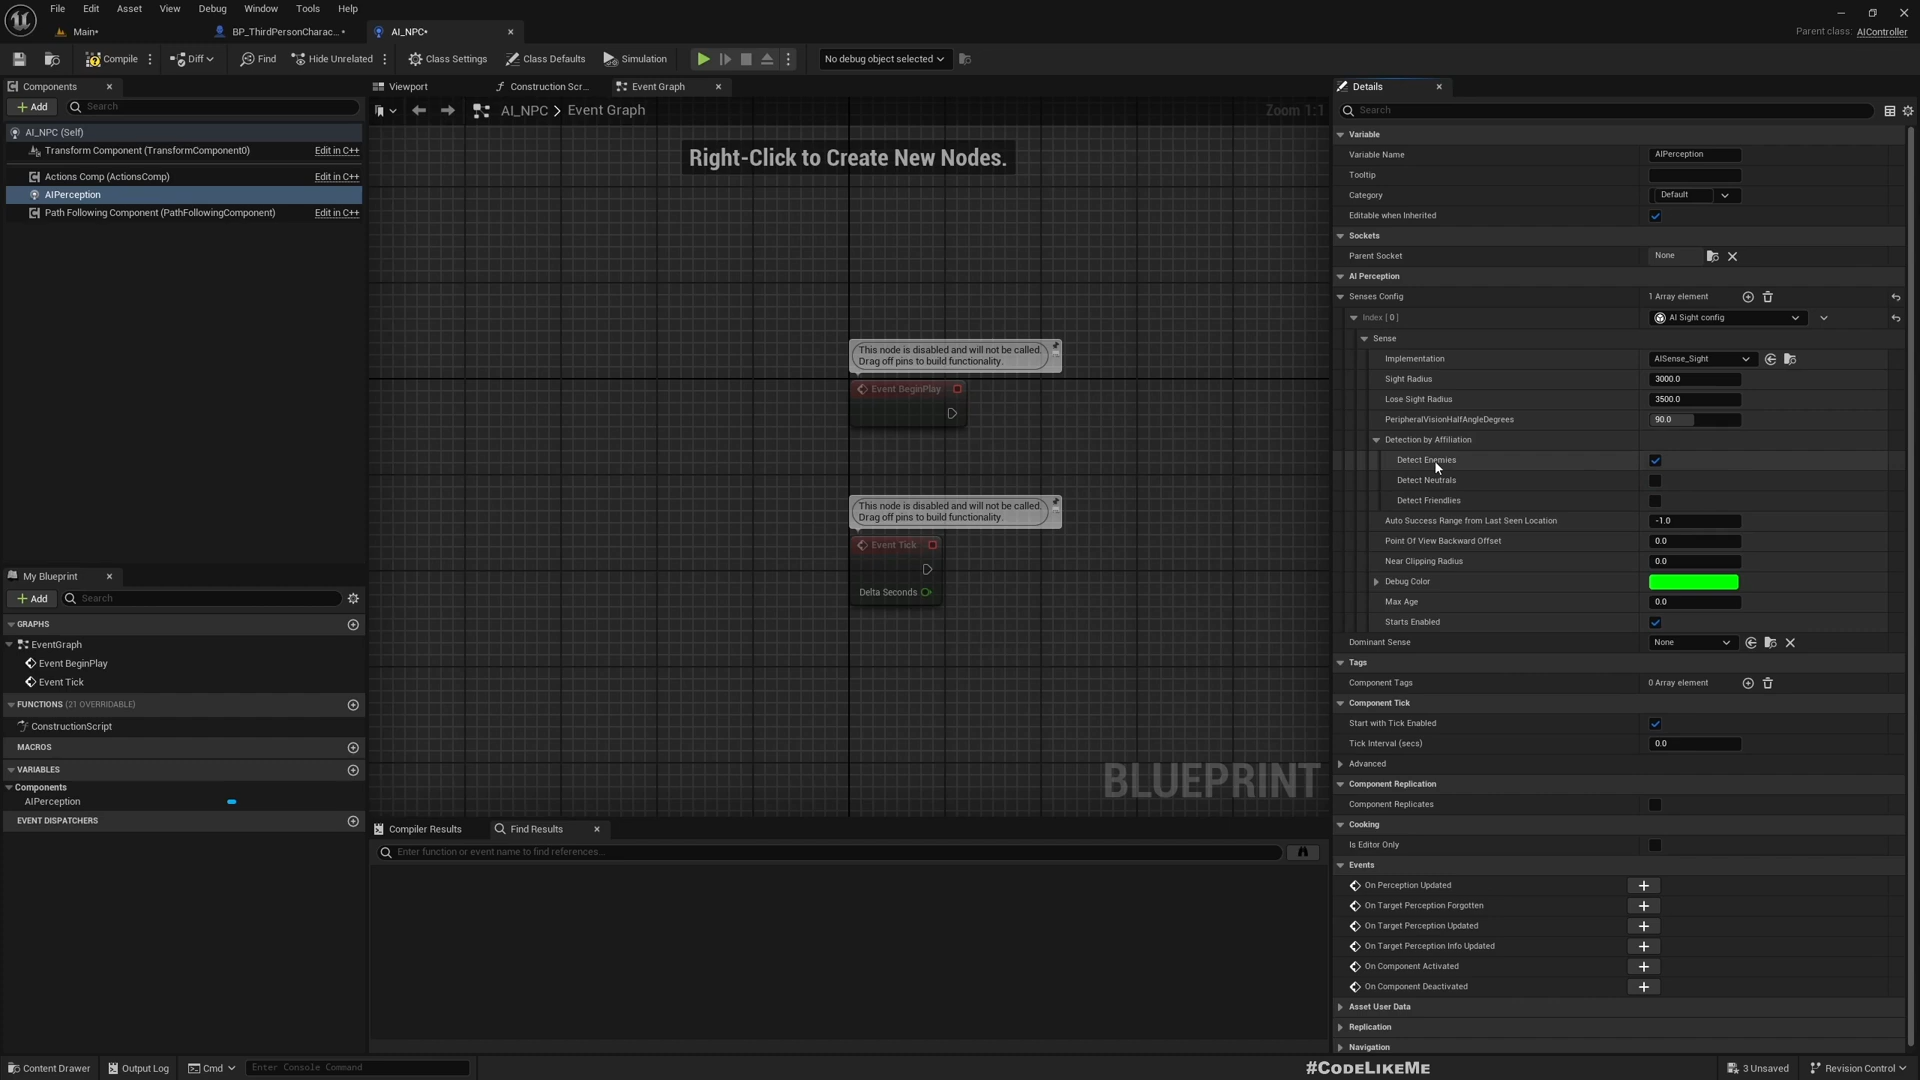 File Edit Asset View Debug Window Tools Help
Main•
BP_ThirdPersonCharac...•
AI_NPC•
Parent class: AIController
Compile
Diff
Find
Hide Unrelated
Class Settings
Class Defaults
Simulation
No debug object selected
Components
Add
Search
AI_NPC (Self)
Transform Component (TransformComponent0) Edit in C++
Actions Comp (ActionsComp) Edit in C++
AIPerception
Path Following Component (PathFollowingComponent) Edit in C++
My Blueprint
Add
Search
GRAPHS
EventGraph
Event BeginPlay
Event Tick
FUNCTIONS (21 OVERRIDABLE)
ConstructionScript
MACROS
VARIABLES
Components
AIPerception
EVENT DISPATCHERS
Viewport
Construction Scr...
Event Graph
AI_NPC > Event Graph
Zoom 1:1
Right-Click to Create New Nodes.
This node is disabled and will not be called.
Drag off pins to build functionality.
Event BeginPlay
This node is disabled and will not be called.
Drag off pins to build functionality.
Event Tick
Delta Seconds
BLUEPRINT
Compiler Results
Find Results
Enter function or event name to find references...
Details
Search
Variable
Variable Name AIPerception
Tooltip
Category Default
Editable when Inherited
Sockets
Parent Socket None
AI Perception
Senses Config 1 Array element
Index [ 0 ] AI Sight config
Sense
Implementation AISense_Sight
Sight Radius 3000.0
Lose Sight Radius 3500.0
PeripheralVisionHalfAngleDegrees 90.0
Detection by Affiliation
Detect Enemies
Detect Neutrals
Detect Friendlies
Auto Success Range from Last Seen Location -1.0
Point Of View Backward Offset 0.0
Near Clipping Radius 0.0
Debug Color
Max Age 0.0
Starts Enabled
Dominant Sense None
Tags
Component Tags 0 Array element
Component Tick
Start with Tick Enabled
Tick Interval (secs) 0.0
Advanced
Component Replication
Component Replicates
Cooking
Is Editor Only
Events
On Perception Updated
On Target Perception Forgotten
On Target Perception Updated
On Target Perception Info Updated
On Component Activated
On Component Deactivated
Asset User Data
Replication
Navigation
Content Drawer
Output Log
Cmd
Enter Console Command
#CODELIKEME
3 Unsaved
Revision Control